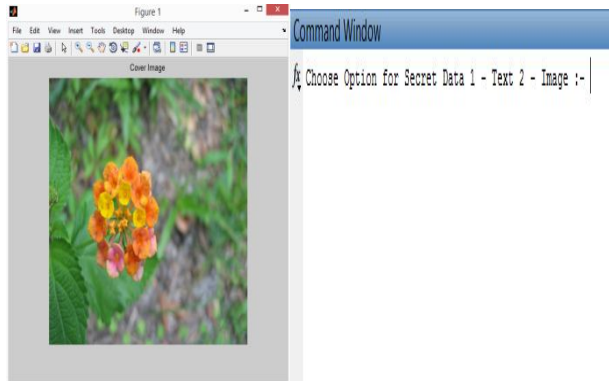 Figure 1
File Edit View Insert Tools Desktop Window Help
Cover Image
Command Window
fx Choose Option for Secret Data 1 - Text 2 - Image :-